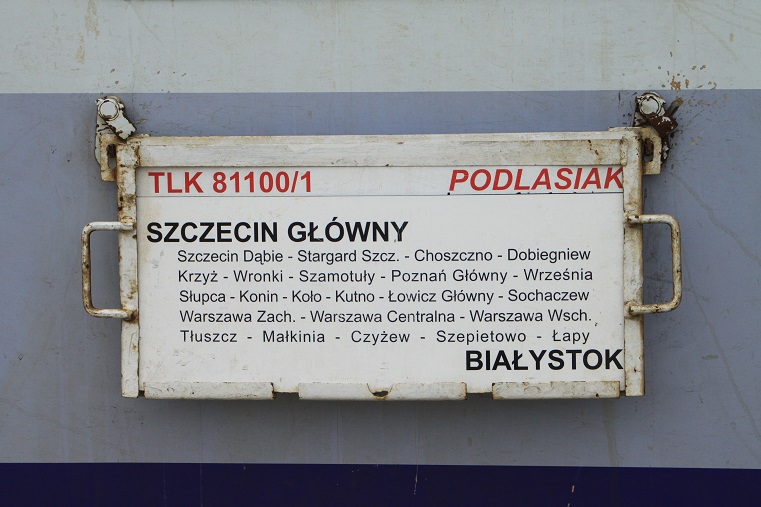 TLK 81100/1 PODLASIAK
SZCZECIN GŁÓWNY
Szczecin Dąbie - Stargard Szcz. - Choszczno - Dobiegniew
Krzyż - Wronki - Szamotuły - Poznań Główny - Września
Słupca - Konin - Koło - Kutno - Łowicz Główny - Sochaczew
Warszawa Zach. - Warszawa Centralna - Warszawa Wsch.
Tłuszcz - Małkinia - Czyżew - Szepietowo - Łapy
BIAŁYSTOK